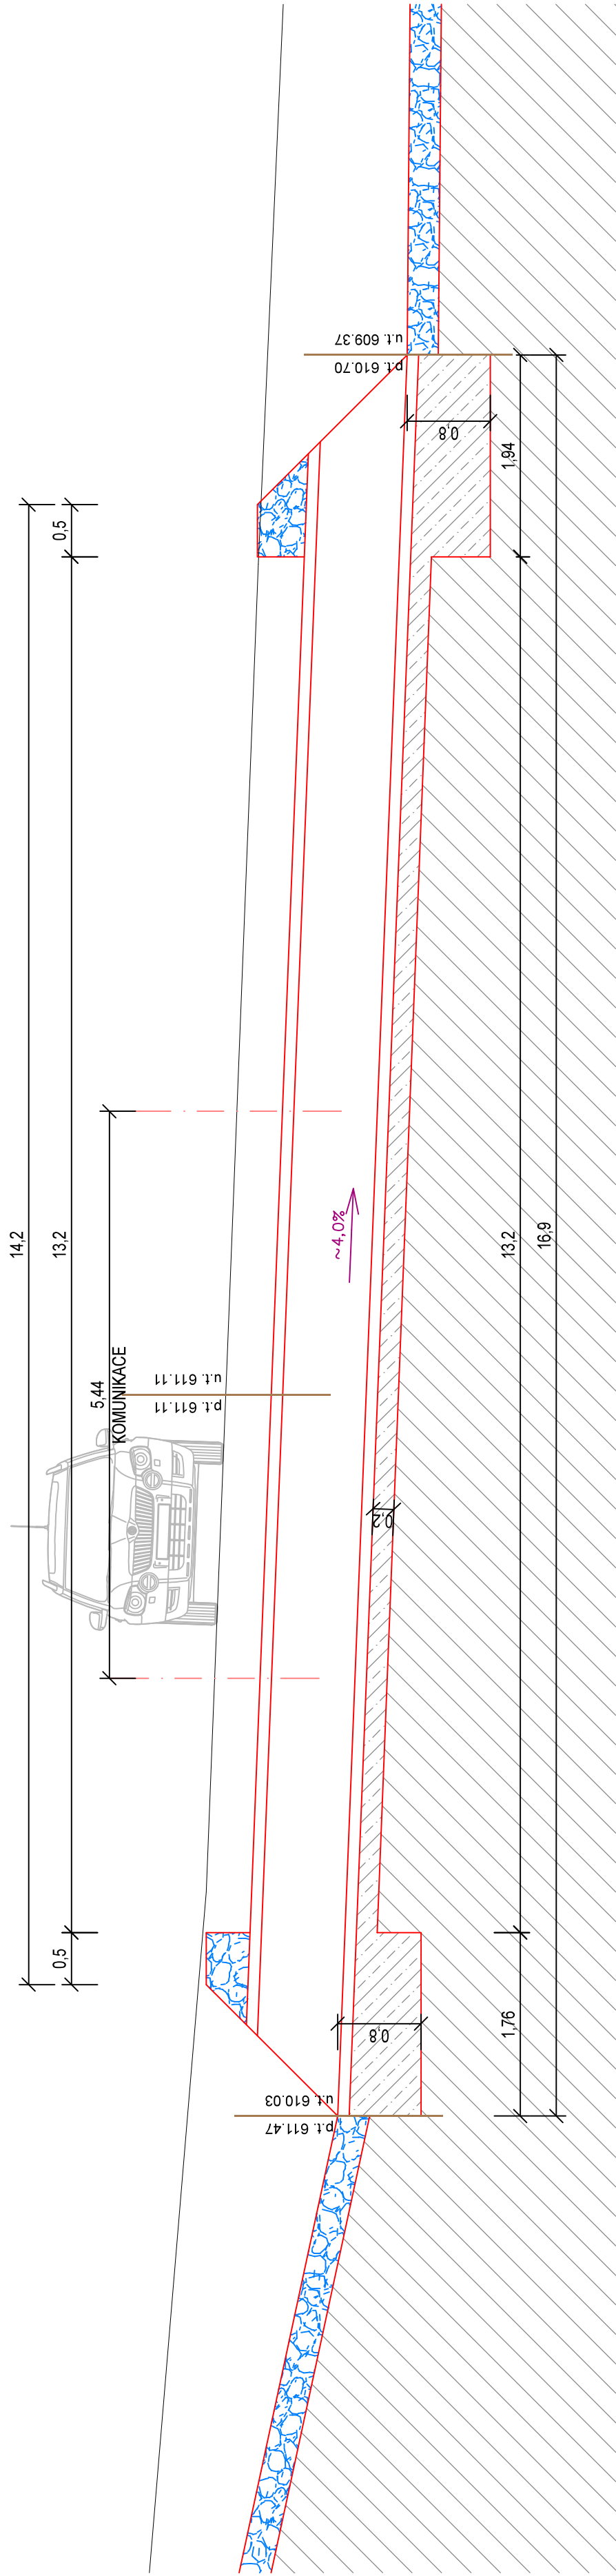 14,2
0,5
13,2
0,5
5,44
KOMUNIKACE
p.t. 611.47
u.t. 610.03
p.t. 611.11
u.t. 611.11
p.t. 610.70
u.t. 609.37
~4,0%
0,8
0,2
0,8
1,76
13,2
1,94
16,9